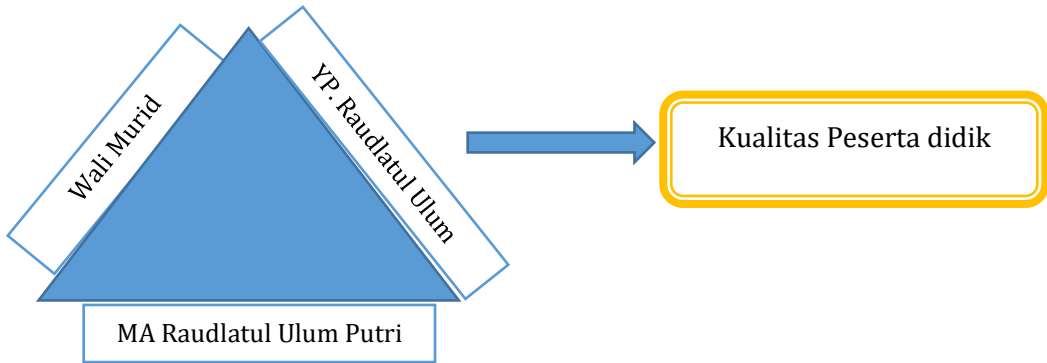 Wali Murid
YP. Raudlatul Ulum
Kualitas Peserta didik
MA Raudlatul Ulum Putri